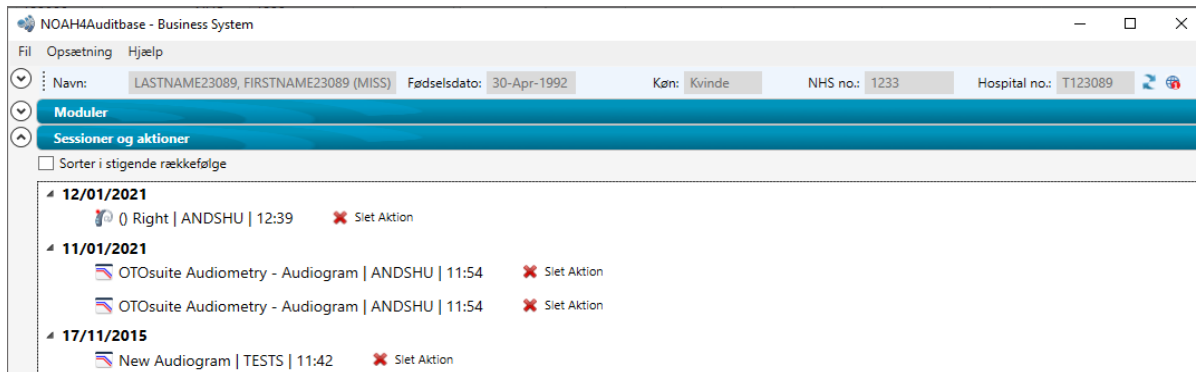 NOAH4Auditbase - Business System
Fil Opsætning Hjælp
Navn: LASTNAME23089, FIRSTNAME23089 (MISS) Fødselsdato: 30-Apr-1992 Køn: Kvinde NHS no.: 1233 Hospital no.: T123089
Moduler
Sessioner og aktioner
Sorter i stigende rækkefølge
12/01/2021
() Right | ANDSHU | 12:39 Slet Aktion
11/01/2021
OTOsuite Audiometry - Audiogram | ANDSHU | 11:54 Slet Aktion
OTOsuite Audiometry - Audiogram | ANDSHU | 11:54 Slet Aktion
17/11/2015
New Audiogram | TESTS | 11:42 Slet Aktion